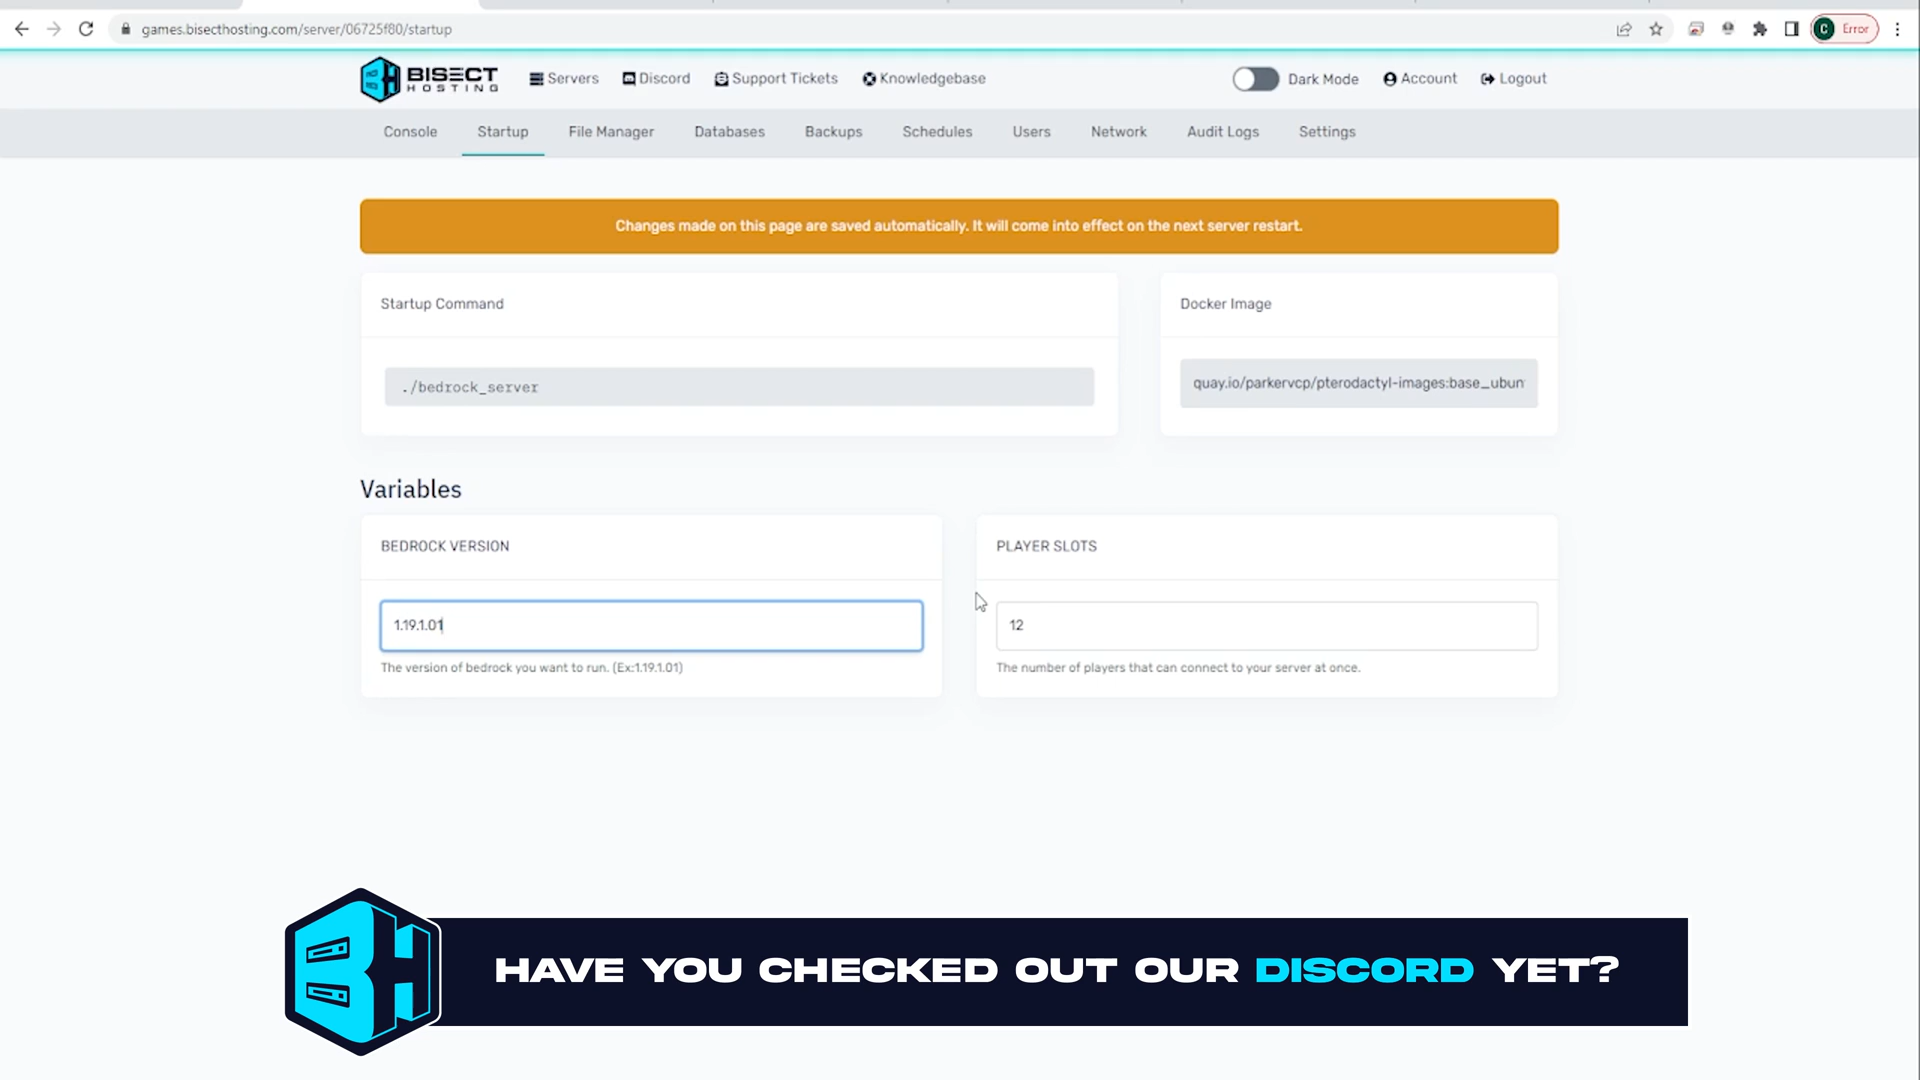 games.bisecthosting.com/server/06725f80/startup
C Error
BISECT HOSTING
Servers
Discord
Support Tickets
Knowledgebase
Dark Mode
Account
Logout
Console
Startup
File Manager
Databases
Backups
Schedules
Users
Network
Audit Logs
Settings
Changes made on this page are saved automatically. It will come into effect on the next server restart.
Startup Command
./bedrock_server
Docker Image
quay.io/parkervcp/pterodactyl-images:base_ubun
Variables
BEDROCK VERSION
1.19.1.01
The version of bedrock you want to run. (Ex:1.19.1.01)
PLAYER SLOTS
12
The number of players that can connect to your server at once.
HAVE YOU CHECKED OUT OUR DISCORD YET?